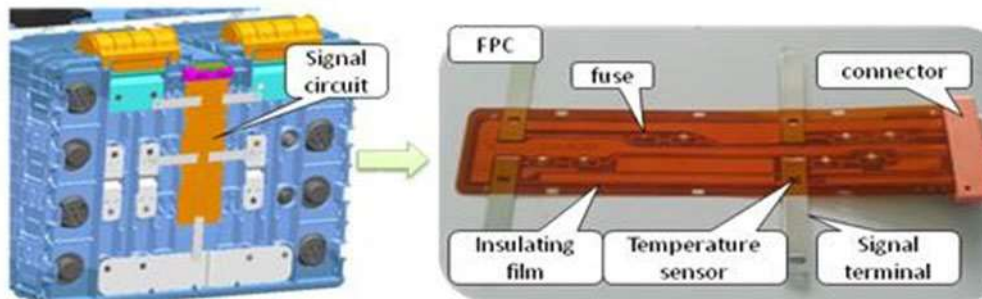 Signal
circuit
FPC
fuse
connector
Insulating
film
Temperature
sensor
Signal
terminal